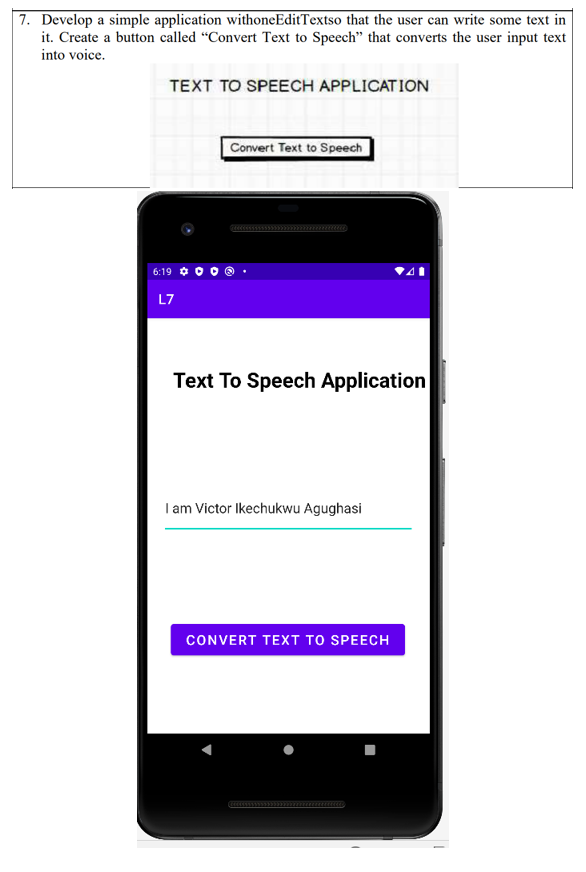 7. Develop a simple application withoneEditTextso that the user can write some text in
it. Create a button called “Convert Text to Speech” that converts the user input text
into voice.
TEXT TO SPEECH APPLICATION
Convert Text to Speech
6:19
L7
Text To Speech Application
I am Victor Ikechukwu Agughasi
CONVERT TEXT TO SPEECH